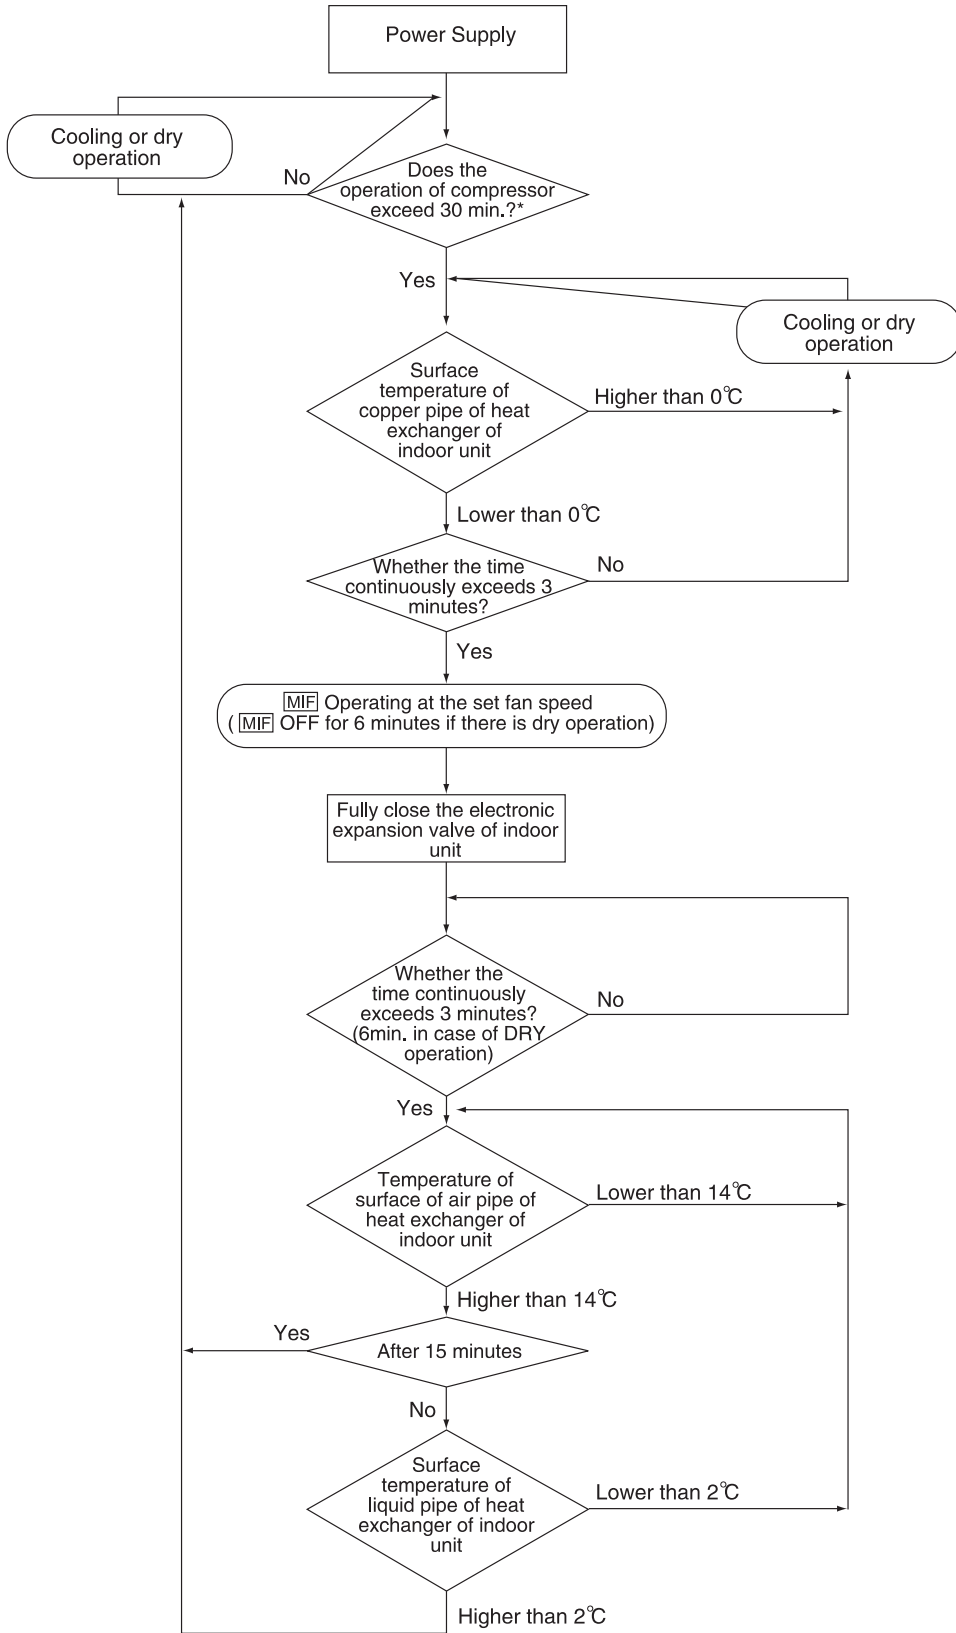 Power Supply
Cooling or dry
operation
No
Does the
operation of compressor
exceed 30 min.?*
Yes
Cooling or dry
operation
Surface
temperature of
copper pipe of heat
exchanger of
indoor unit
Higher than 0℃
Lower than 0℃
Whether the time
continuously exceeds 3
minutes?
No
Yes
MIF Operating at the set fan speed
( MIF OFF for 6 minutes if there is dry operation)
Fully close the electronic
expansion valve of indoor
unit
Whether the
time continuously
exceeds 3 minutes?
(6min. in case of DRY
operation)
No
Yes
Temperature of
surface of air pipe of
heat exchanger of
indoor unit
Lower than 14℃
Higher than 14℃
Yes
After 15 minutes
No
Surface
temperature of
liquid pipe of heat
exchanger of indoor
unit
Lower than 2℃
Higher than 2℃